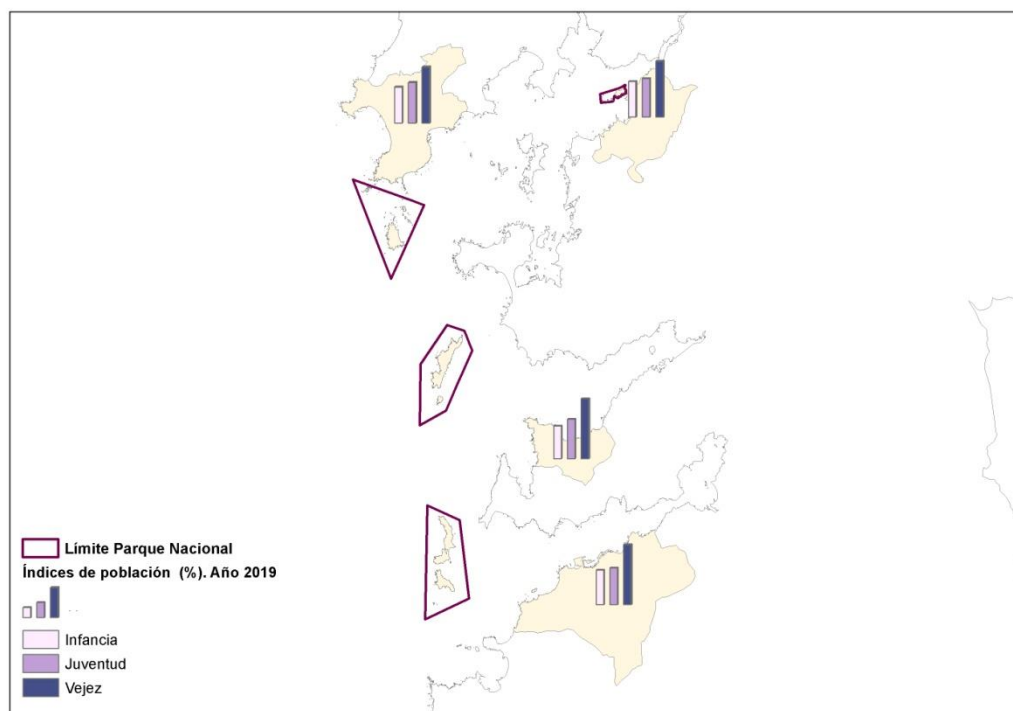 Límite Parque Nacional
Índices de población (%). Año 2019
. .
Infancia
Juventud
Vejez